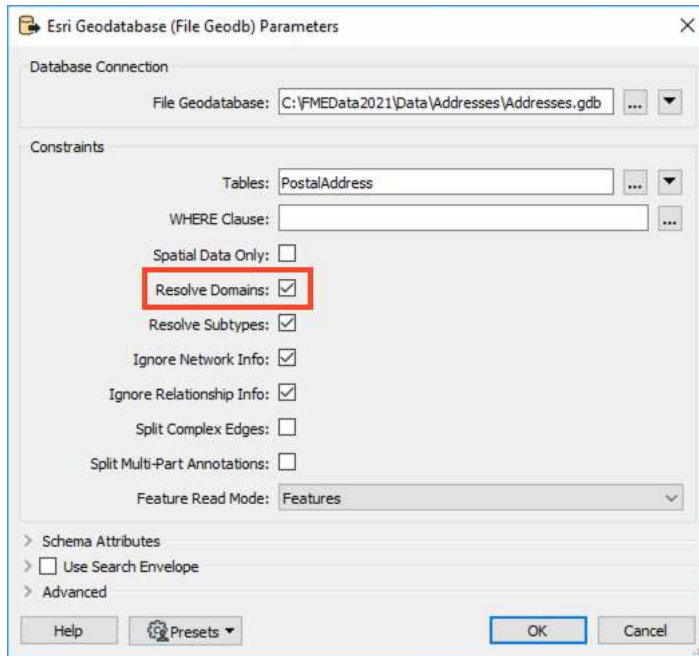 Esri Geodatabase (File Geodb) Parameters
Database Connection
File Geodatabase: C:\FMEData2021\Data\Addresses\Addresses.gdb ...
Constraints
Tables: PostalAddress ...
WHERE Clause: ...
Spatial Data Only:
Resolve Domains:
Resolve Subtypes:
Ignore Network Info:
Ignore Relationship Info:
Split Complex Edges:
Split Multi-Part Annotations:
Feature Read Mode: Features
Schema Attributes
Use Search Envelope
Advanced
Help Presets OK Cancel